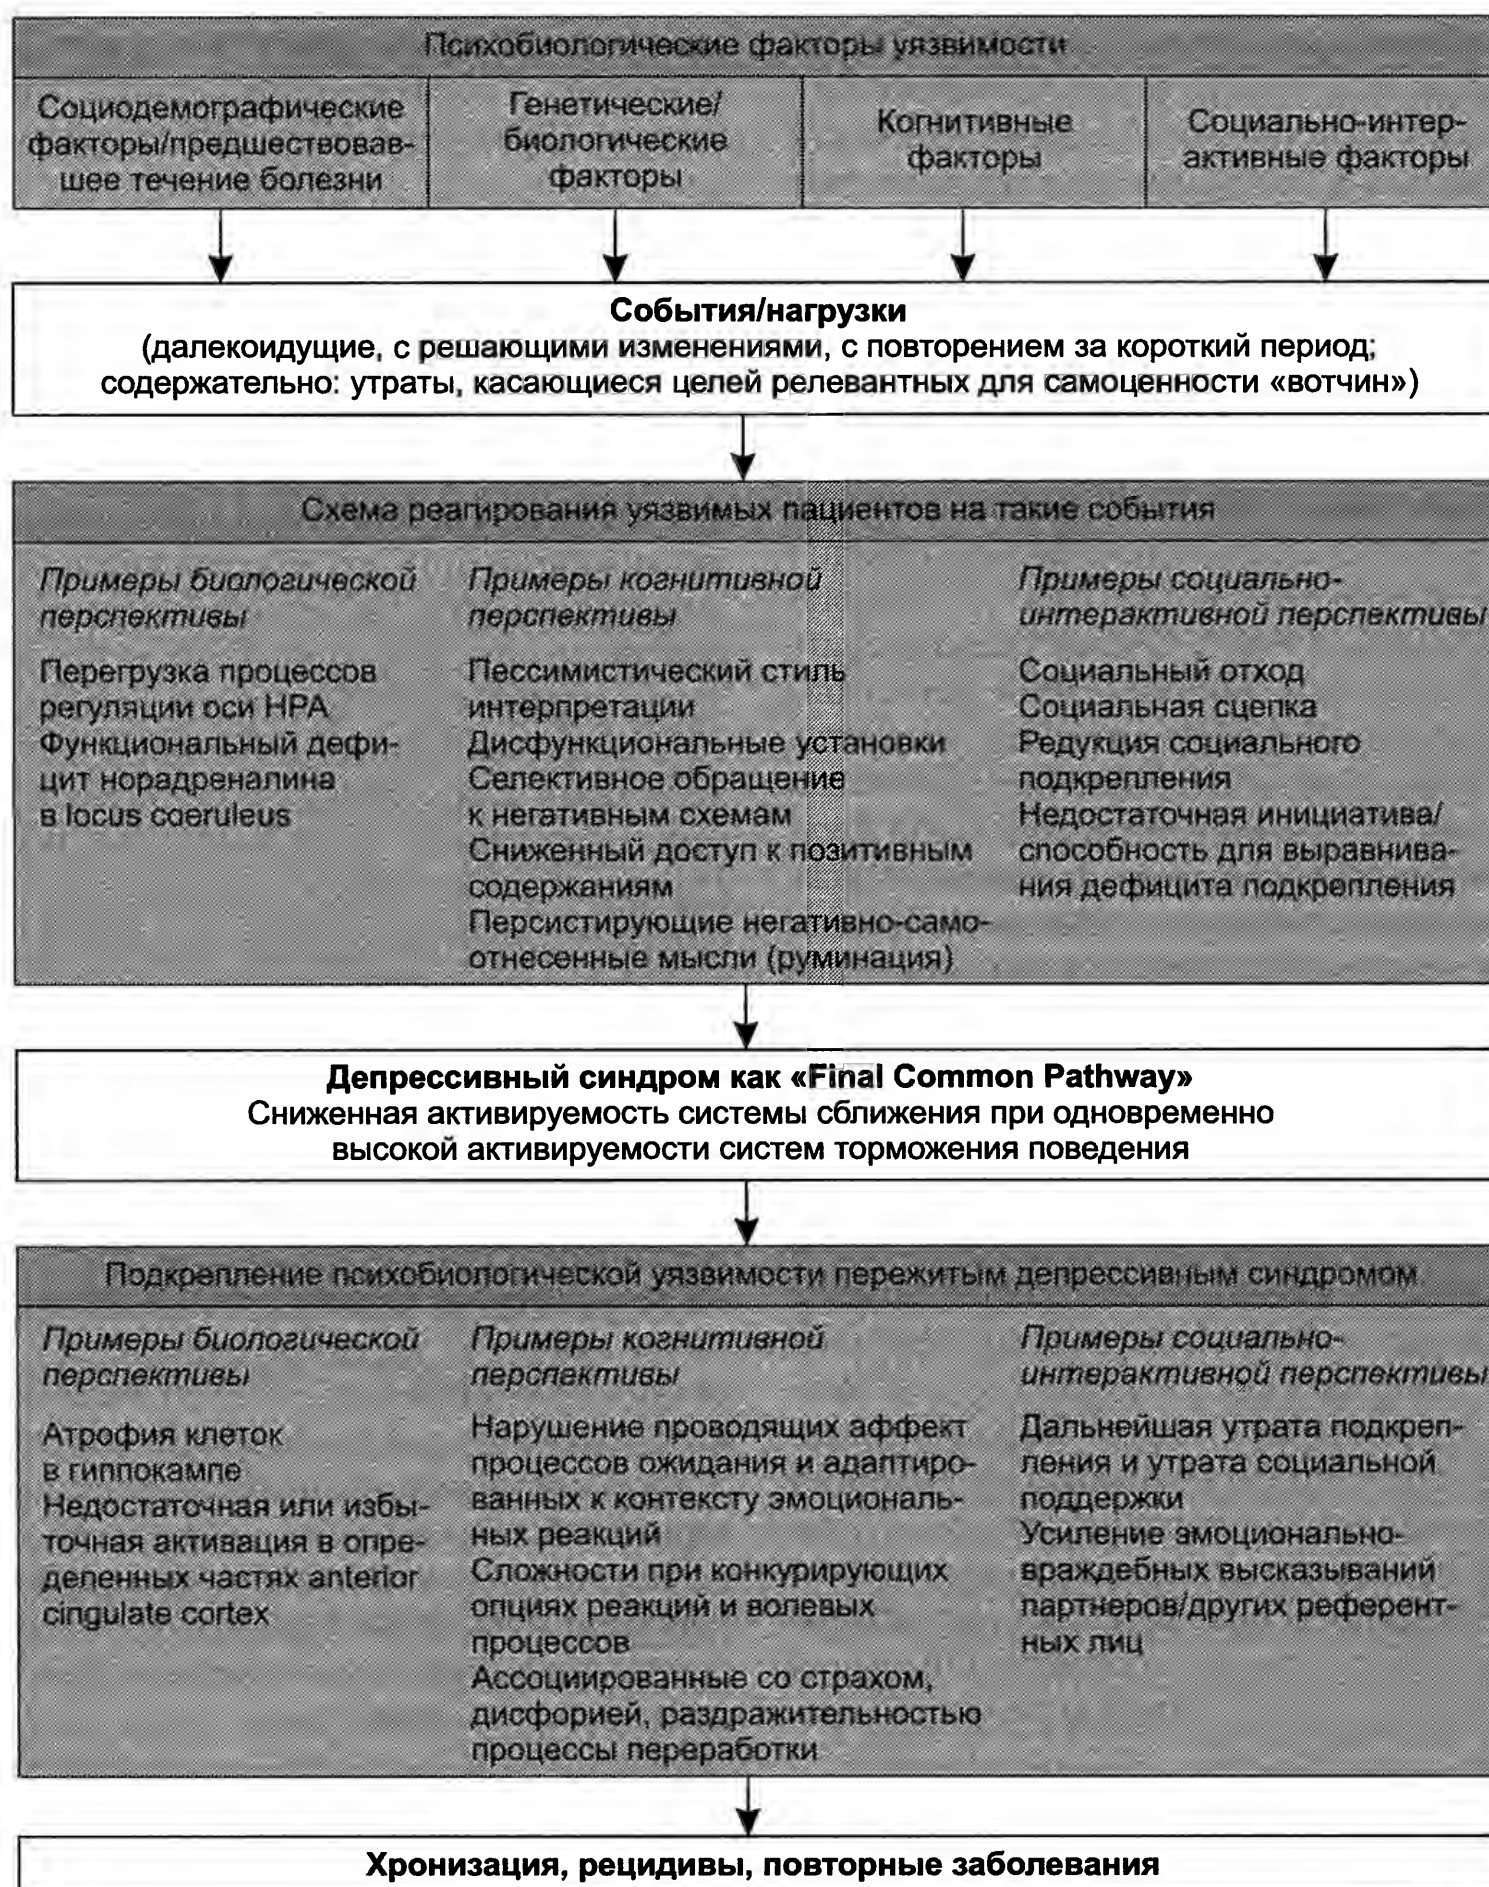 Психобиологические факторы уязвимости
Социодемографические
факторы/предшествовав-
шее течение болезни
Генетические/
биологические
факторы
Когнитивные
факторы
Социально-интер-
активные факторы
События/нагрузки
(далекоидущие, с решающими изменениями, с повторением за короткий период;
содержательно: утраты, касающиеся целей релевантных для самоценности «вотчин»)
Схема реагирования уязвимых пациентов на такие события
Примеры биологической
перспективы
Перегрузка процессов
регуляции оси HPA
Функциональный дефи-
цит норадреналина
в locus coeruleus
Примеры когнитивной
перспективы
Пессимистический стиль
интерпретации
Дисфункциональные установки
Селективное обращение
к негативным схемам
Сниженный доступ к позитивным
содержаниям
Персистирующие негативно-само-
отнесенные мысли (руминация)
Примеры социально-
интерактивной перспективы
Социальный отход
Социальная сцепка
Редукция социального
подкрепления
Недостаточная инициатива/
способность для выравнива-
ния дефицита подкрепления
Депрессивный синдром как «Final Common Pathway»
Сниженная активируемость системы сближения при одновременно
высокой активируемости систем торможения поведения
Подкрепление психобиологической уязвимости пережитым депрессивным синдромом
Примеры биологической
перспективы
Атрофия клеток
в гиппокампе
Недостаточная или избы-
точная активация в опре-
деленных частях anterior
cingulate cortex
Примеры когнитивной
перспективы
Нарушение проводящих аффект
процессов ожидания и адаптиро-
ванных к контексту эмоциональ-
ных реакций
Сложности при конкурирующих
опциях реакций и волевых
процессов
Ассоциированные со страхом,
дисфорией, раздражительностью
процессы переработки
Примеры социально-
интерактивной перспективы
Дальнейшая утрата подкреп-
ления и утрата социальной
поддержки
Усиление эмоционально-
враждебных высказываний
партнеров/других референт-
ных лиц
Хронизация, рецидивы, повторные заболевания